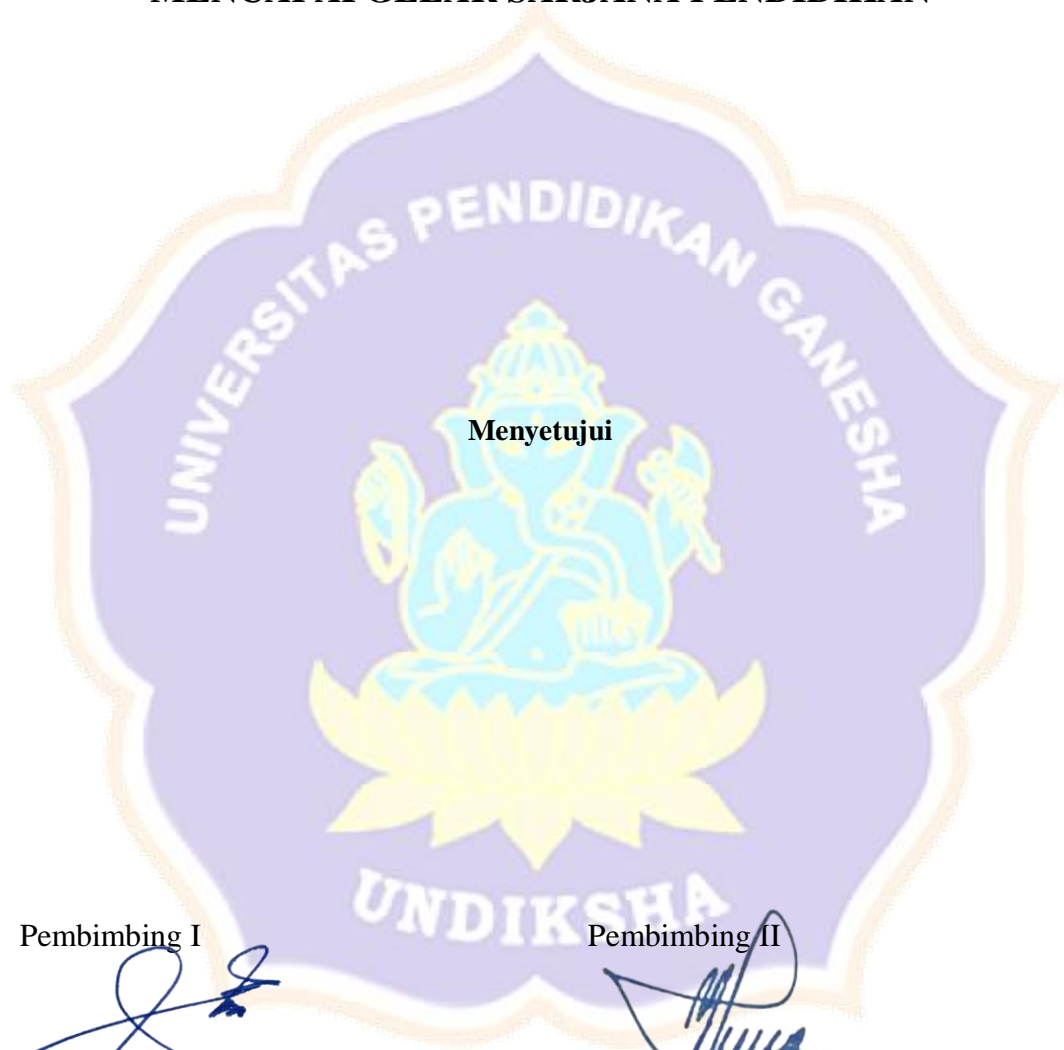 MENCAPAI GELAR SARJANA PENDIDIKAN
UNIVERSITAS PENDIDIKAN GANESHA
Menyetujui
UNDIKSHA
Pembimbing I Pembimbing II